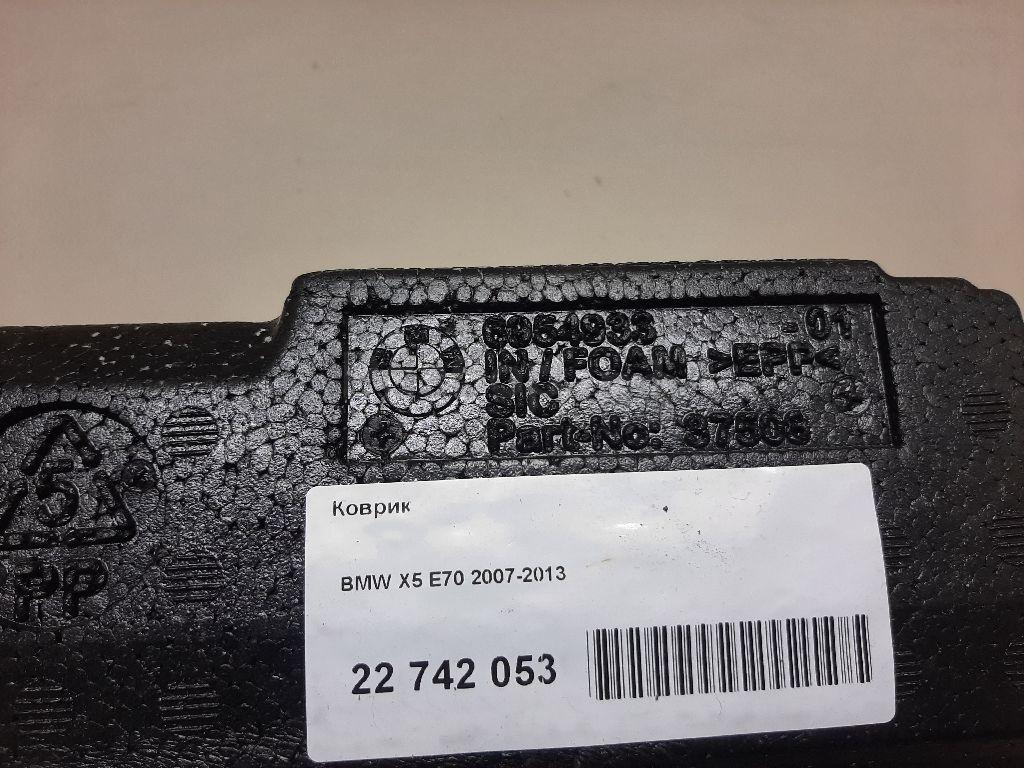 6954933 -01
IN/FOAM >EPP<
SIC
Part-No: 87508
5
PP
Коврик
BMW X5 E70 2007-2013
22 742 053